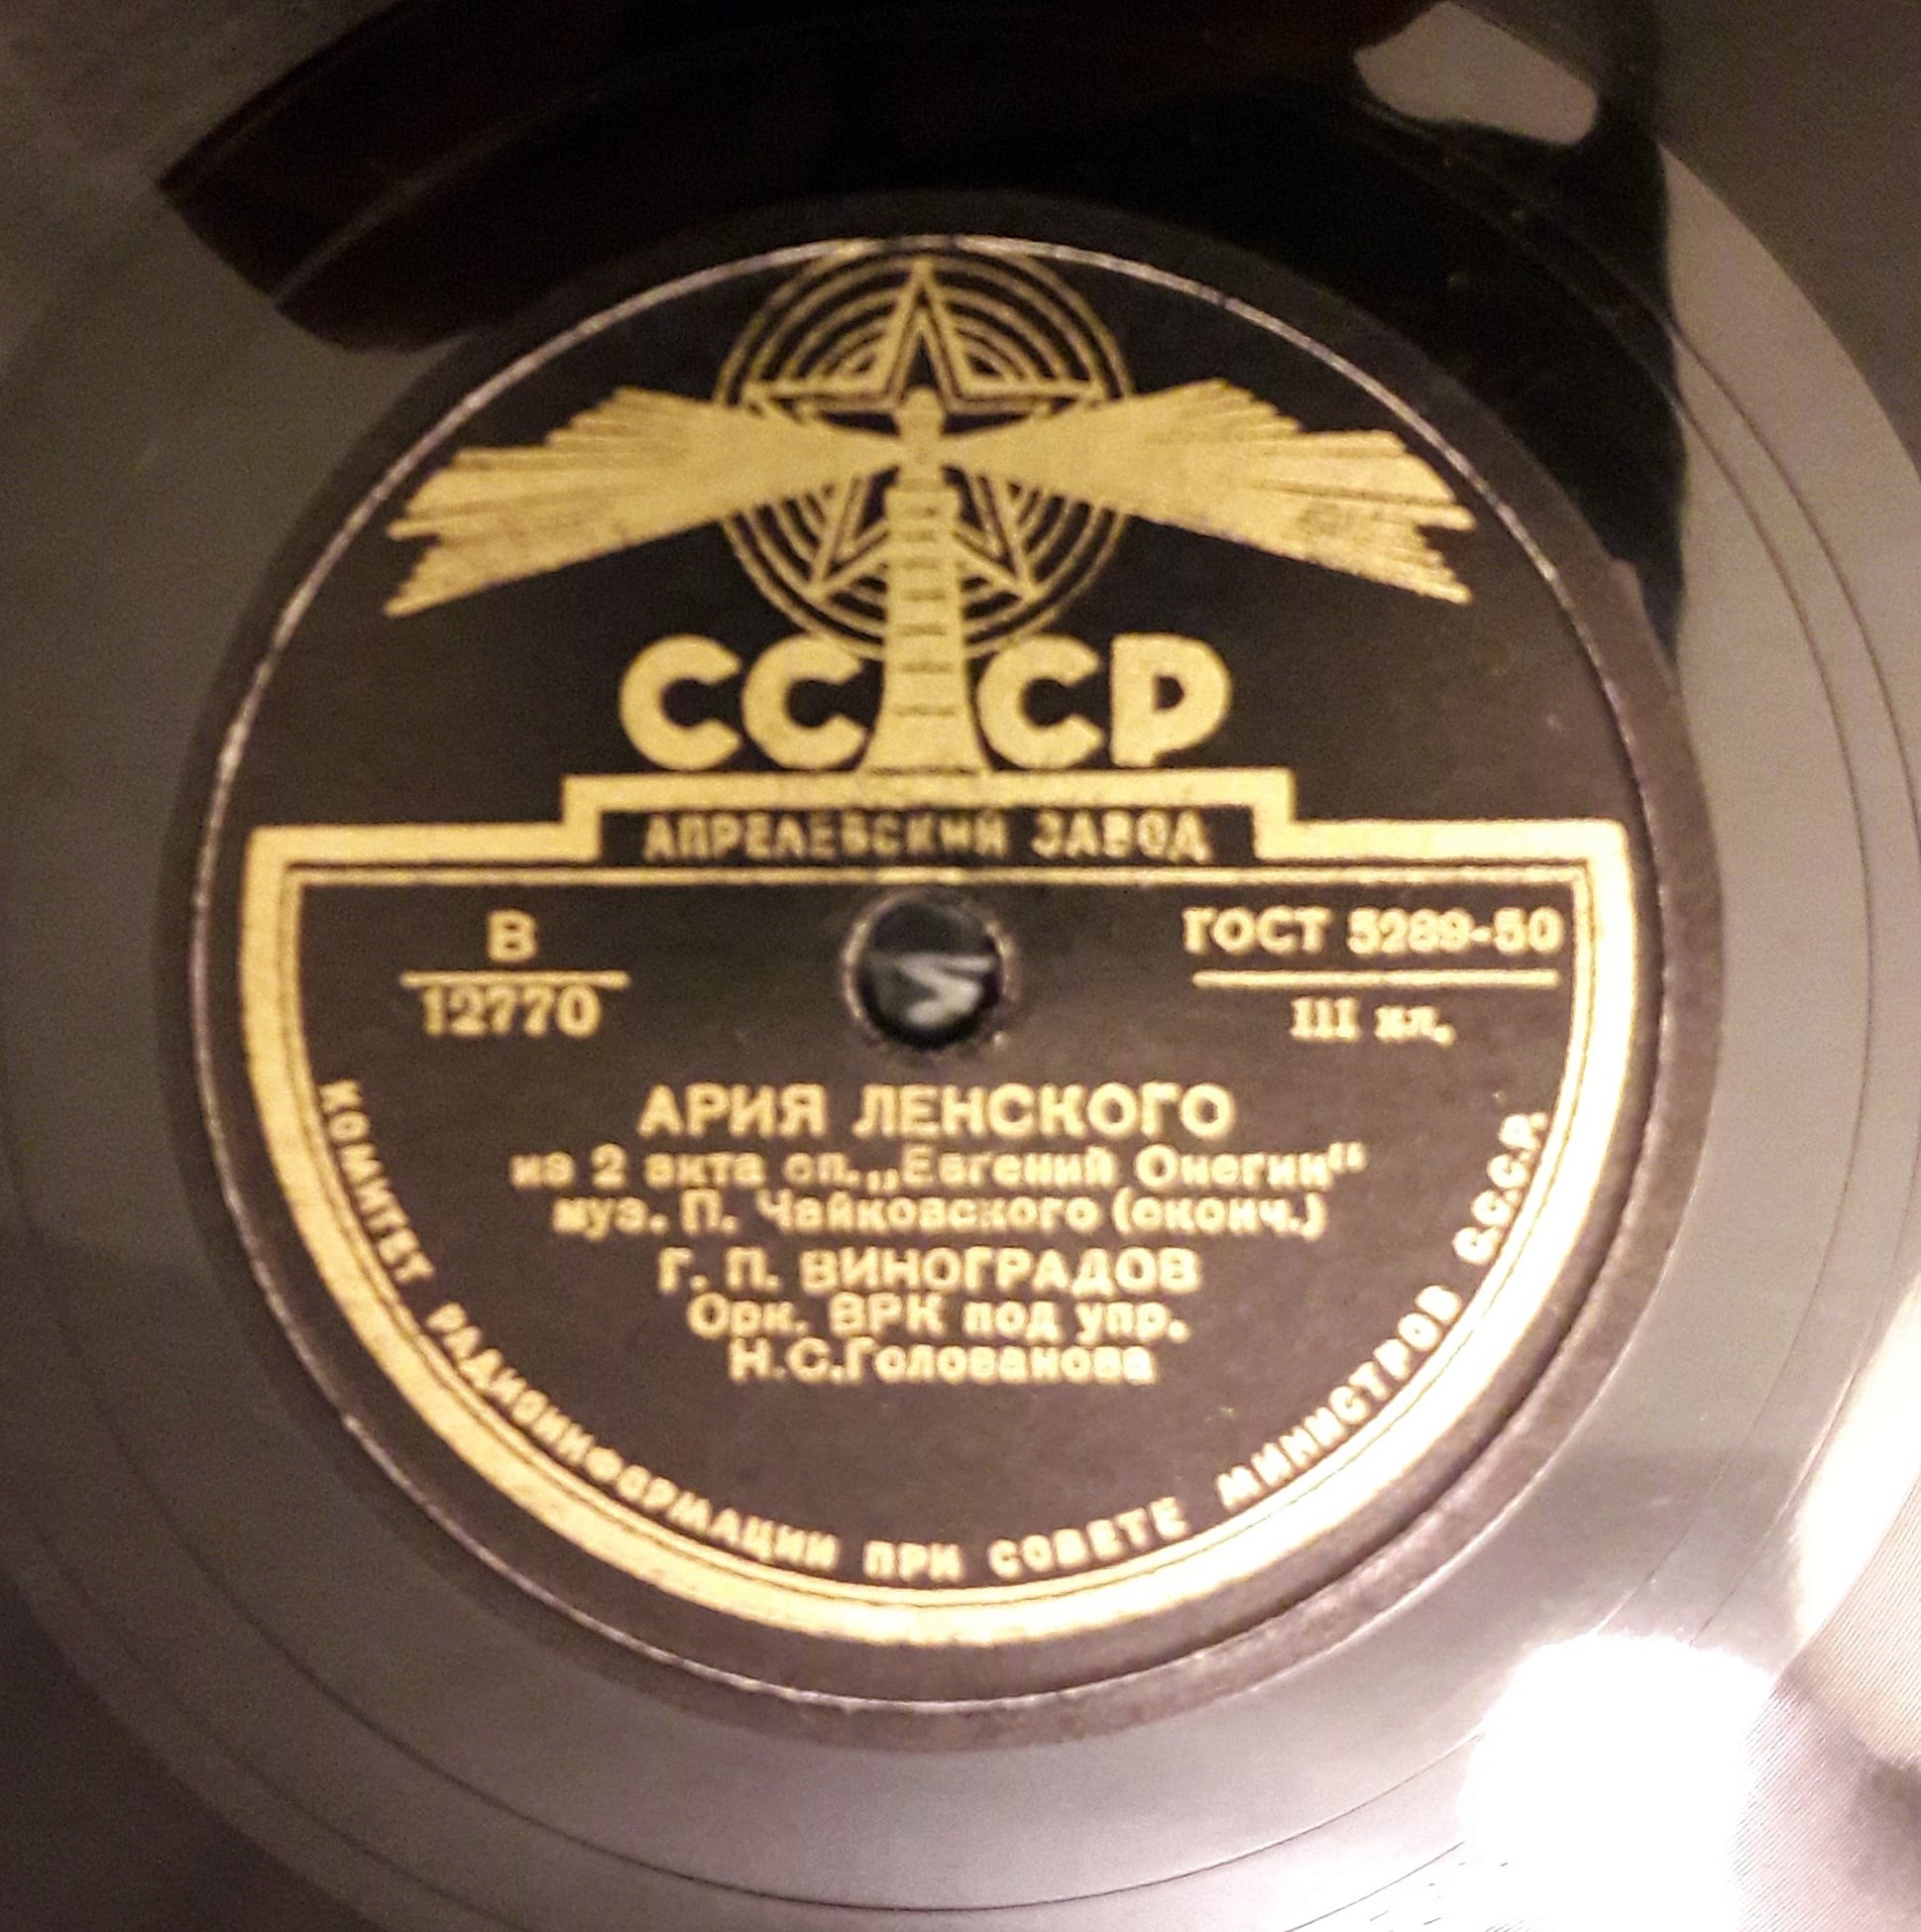 СССР
АПРЕЛЕВСКИЙ ЗАВОД
В
12770
ГОСТ 5289-50
III кл.
АРИЯ ЛЕНСКОГО
из 2 акта оп. „Евгений Онегин“
муз. П. Чайковского (оконч.)
Г. П. ВИНОГРАДОВ
Орк. ВРК под упр.
Н.С.Голованова
КОМИТЕТ РАДИОИНФОРМАЦИИ ПРИ СОВЕТЕ МИНИСТРОВ С.С.С.Р.